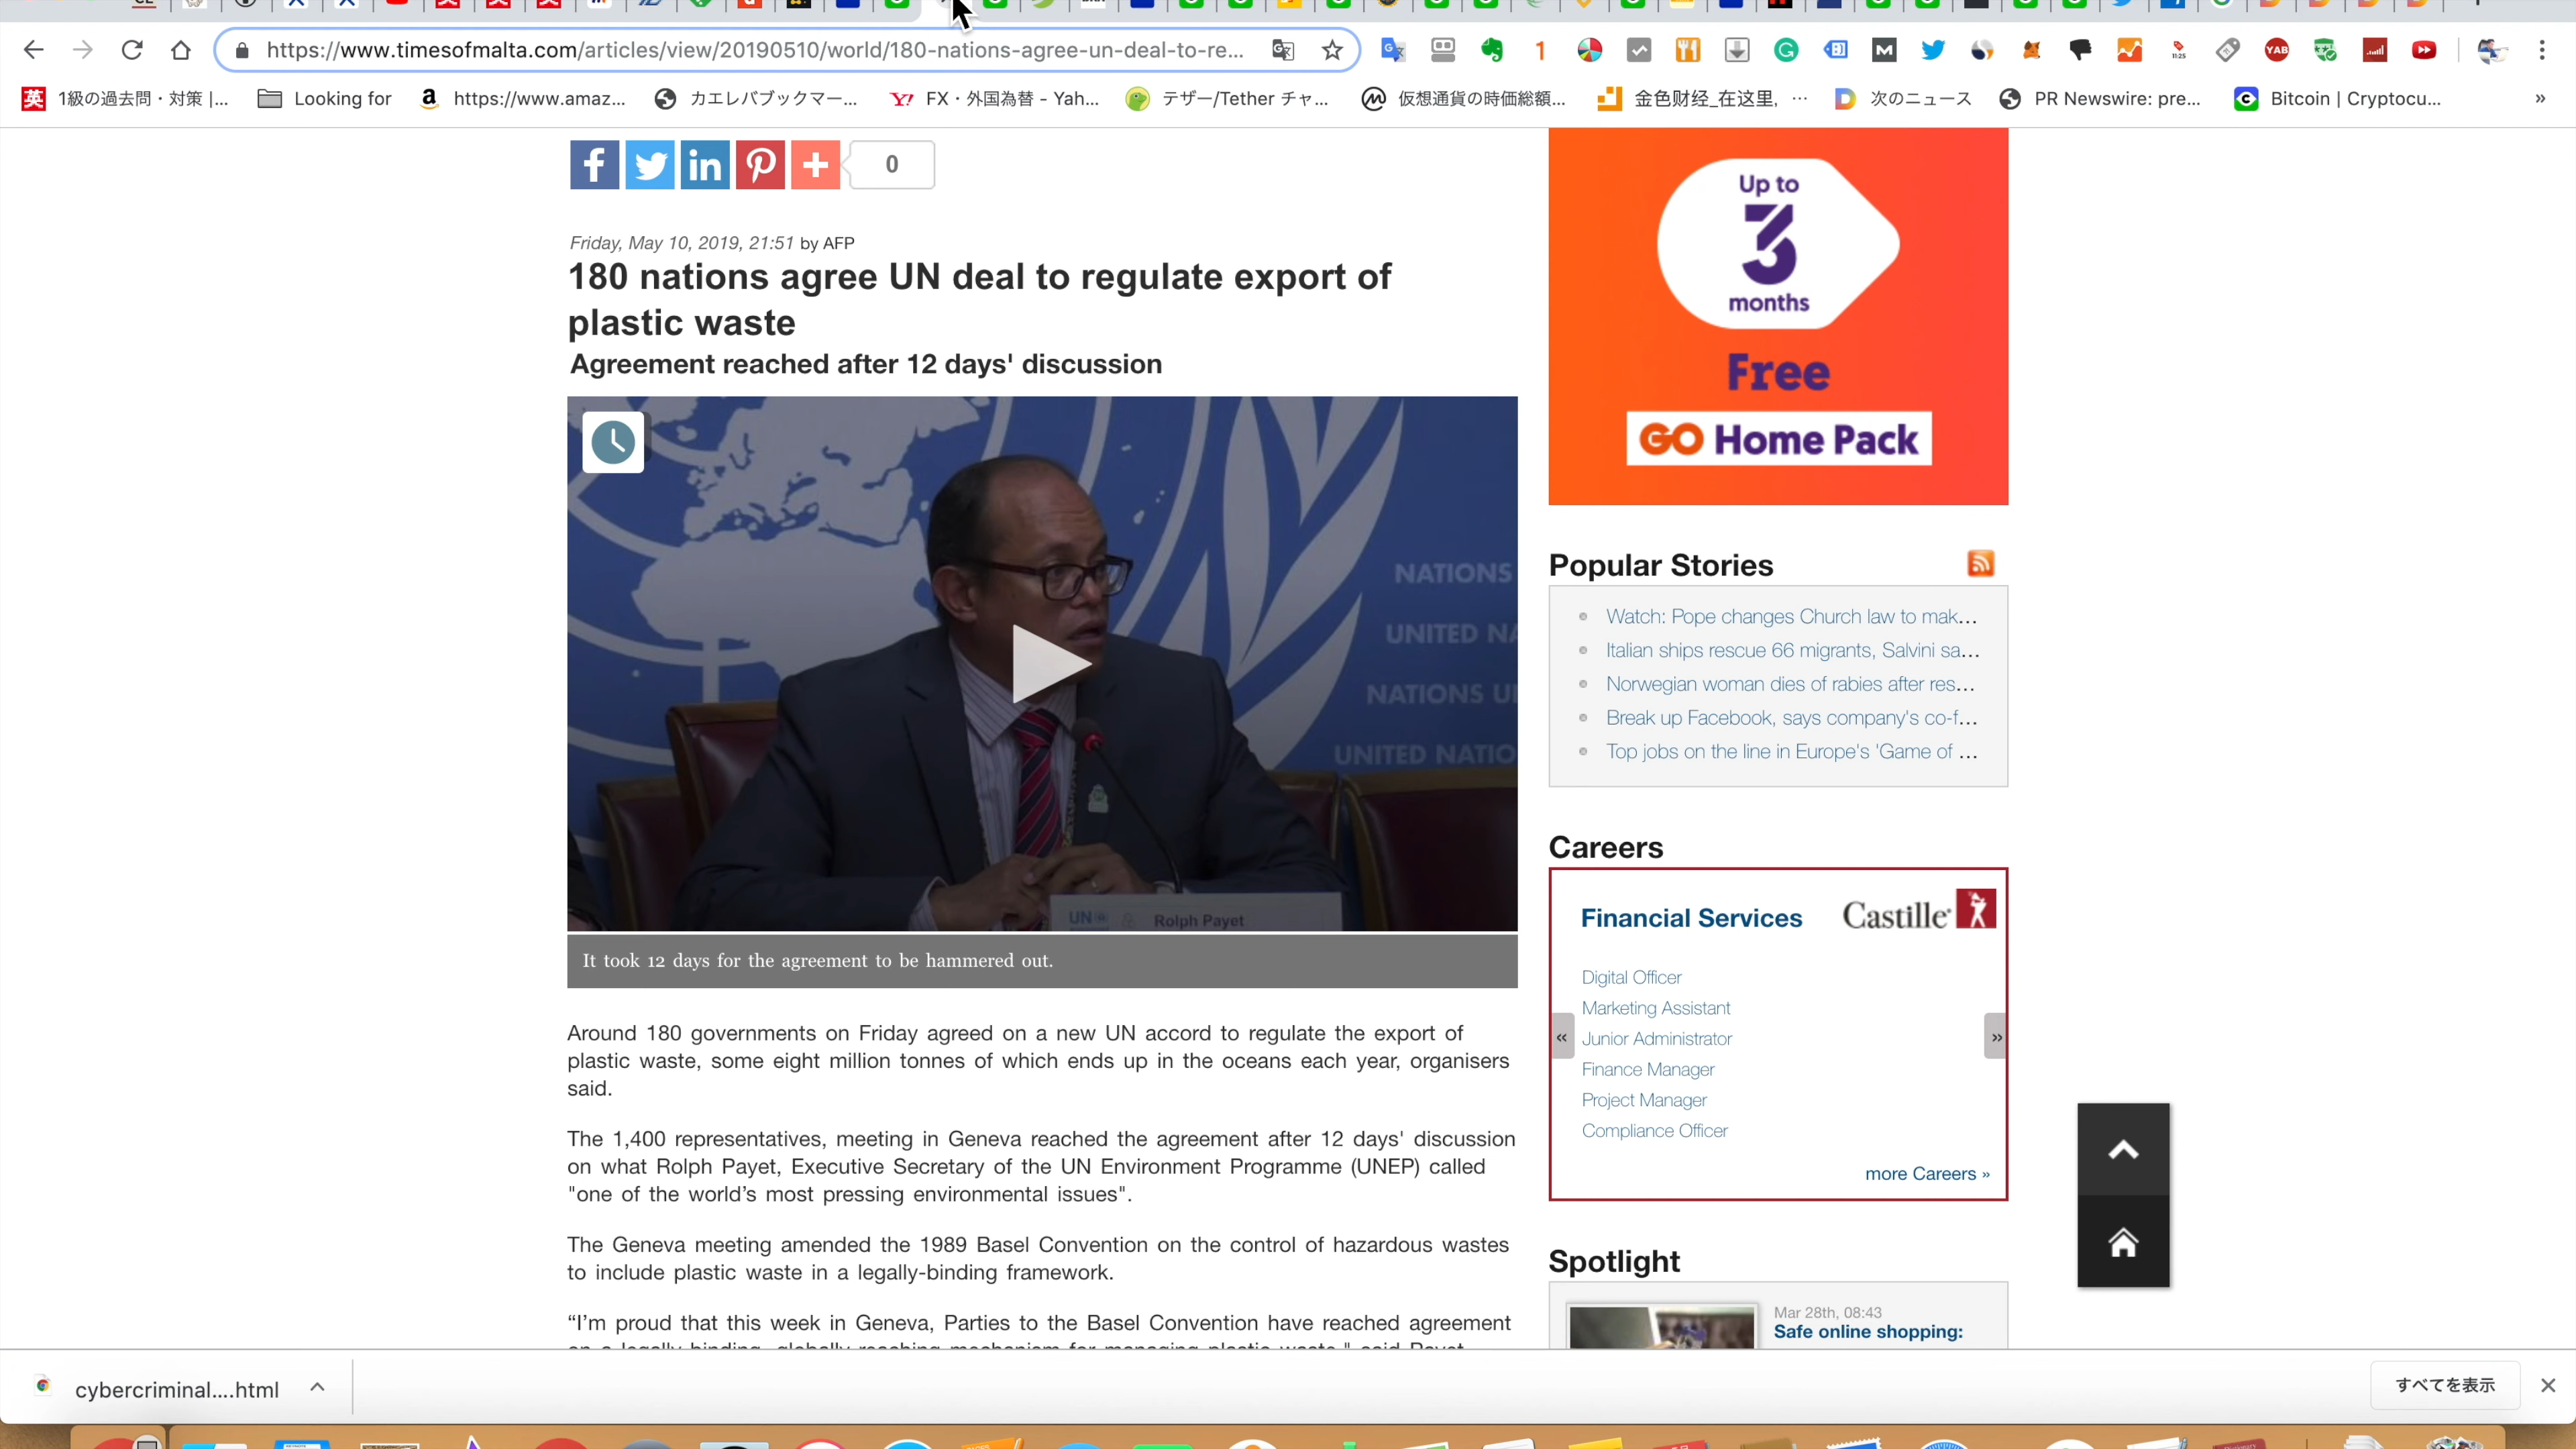 https://www.timesofmalta.com/articles/view/20190510/world/180-nations-agree-un-deal-to-re...
1級の過去問・対策 |...
Looking for
https://www.amaz...
カエレバブックマー...
FX・外国為替 - Yah...
テザー/Tether チャ...
仮想通貨の時価総額...
金色财经_在这里, ...
次のニュース
PR Newswire: pre...
Bitcoin | Cryptocu...
»
0
Friday, May 10, 2019, 21:51 by AFP
180 nations agree UN deal to regulate export of
plastic waste
Agreement reached after 12 days' discussion
NATIONS
UNITED NA
NATIONS U
UNITED NATIO
UN
Rolph Payet
It took 12 days for the agreement to be hammered out.
Around 180 governments on Friday agreed on a new UN accord to regulate the export of
plastic waste, some eight million tonnes of which ends up in the oceans each year, organisers
said.
The 1,400 representatives, meeting in Geneva reached the agreement after 12 days' discussion
on what Rolph Payet, Executive Secretary of the UN Environment Programme (UNEP) called
"one of the world’s most pressing environmental issues".
The Geneva meeting amended the 1989 Basel Convention on the control of hazardous wastes
to include plastic waste in a legally-binding framework.
“I’m proud that this week in Geneva, Parties to the Basel Convention have reached agreement
Up to
3
months
Free
GO Home Pack
Popular Stories
Watch: Pope changes Church law to mak...
Italian ships rescue 66 migrants, Salvini sa...
Norwegian woman dies of rabies after res...
Break up Facebook, says company's co-f...
Top jobs on the line in Europe's 'Game of ...
Careers
Financial Services
Castille
Digital Officer
Marketing Assistant
Junior Administrator
Finance Manager
Project Manager
Compliance Officer
«
»
more Careers »
Spotlight
Mar 28th, 08:43
Safe online shopping:
cybercriminal....html
すべてを表示